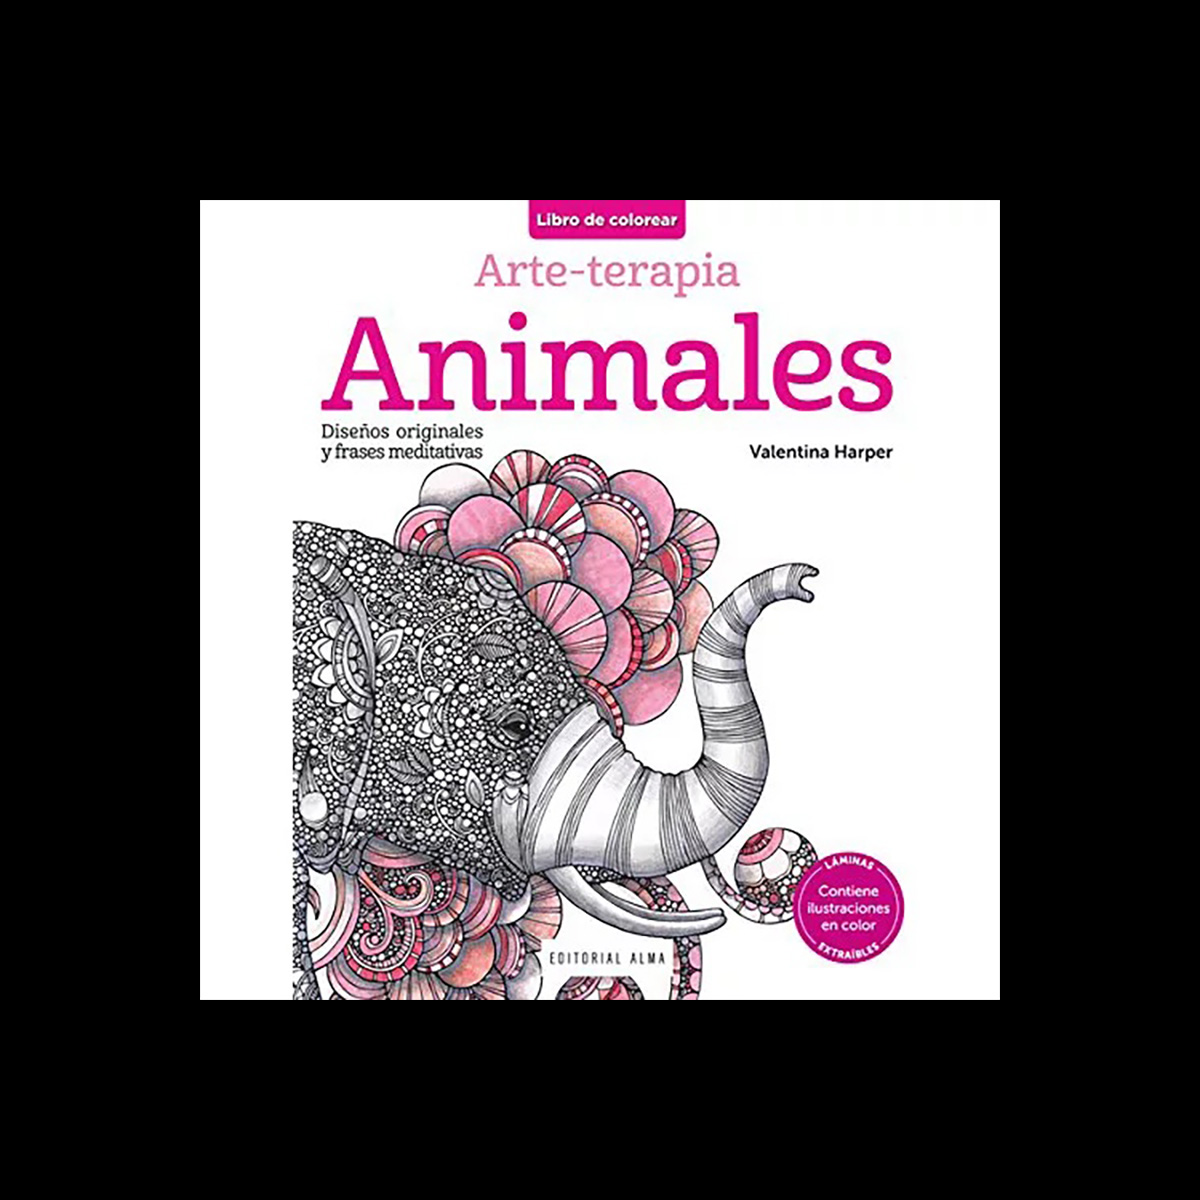 Libro de colorear
Arte-terapia
Animales
Diseños originales
y frases meditativas
Valentina Harper
LÁMINAS
Contiene
ilustraciones
en color
EXTRAÍBLES
EDITORIAL ALMA